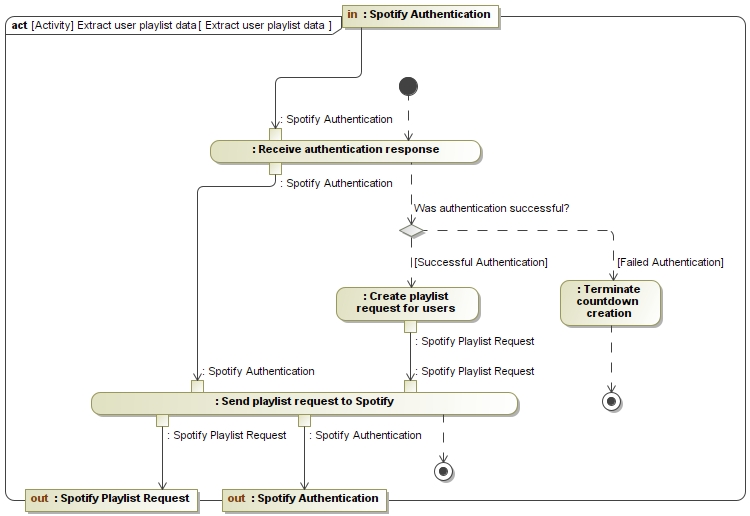 in : Spotify Authentication
act [Activity] Extract user playlist data [ Extract user playlist data ]
: Spotify Authentication
: Receive authentication response
: Spotify Authentication
Was authentication successful?
[Successful Authentication]
[Failed Authentication]
: Create playlist
request for users
: Terminate
countdown
creation
: Spotify Playlist Request
: Spotify Authentication
: Spotify Playlist Request
: Send playlist request to Spotify
: Spotify Playlist Request
: Spotify Authentication
out : Spotify Playlist Request
out : Spotify Authentication